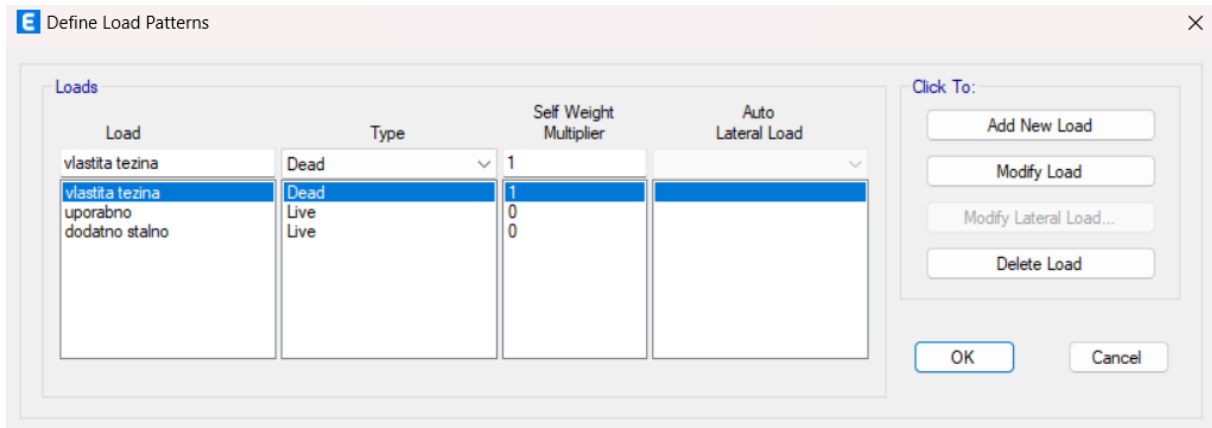 E Define Load Patterns
Loads
Click To:
Load Type Self Weight Multiplier Auto Lateral Load
vlastita tezina Dead 1
vlastita tezina Dead 1
uporabno Live 0
dodatno stalno Live 0
Add New Load
Modify Load
Modify Lateral Load...
Delete Load
OK Cancel